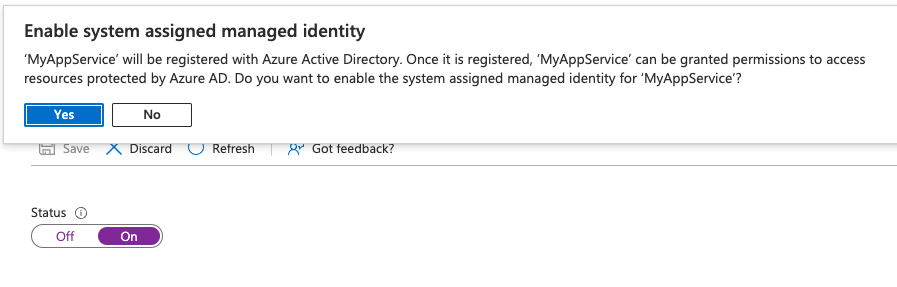 Enable system assigned managed identity
‘MyAppService’ will be registered with Azure Active Directory. Once it is registered, ‘MyAppService’ can be granted permissions to access
resources protected by Azure AD. Do you want to enable the system assigned managed identity for ‘MyAppService’?
Yes No
Save Discard Refresh Got feedback?
Status
Off On